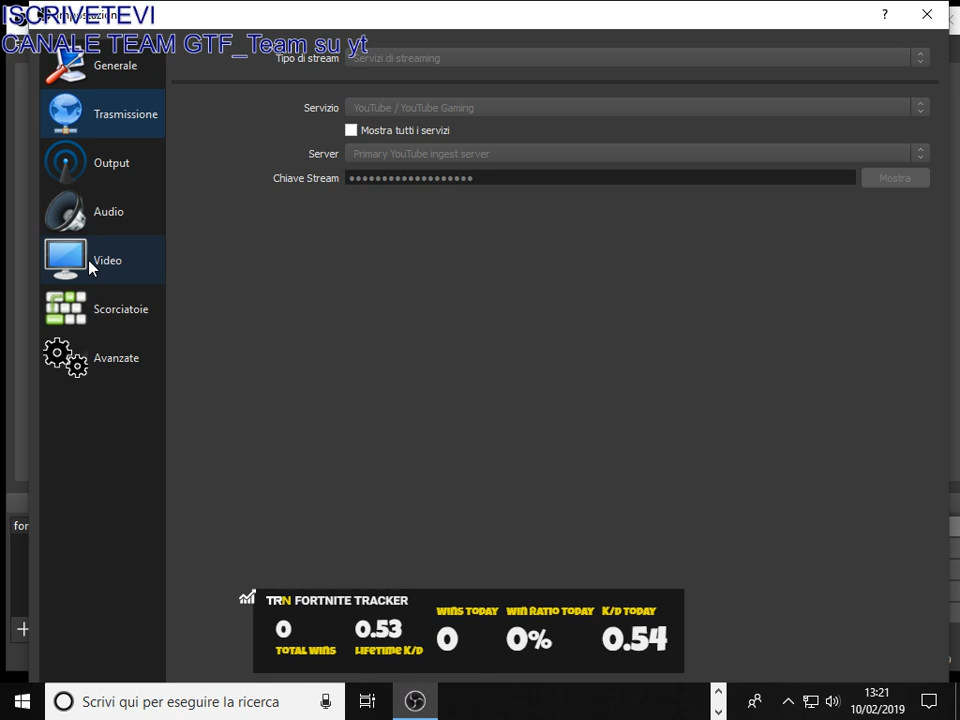 ISCRIVETEVI
CANALE TEAM GTF_Team su yt
Generale
Tipo di stream
Servizi di streaming
Trasmissione
Servizio
YouTube / YouTube Gaming
Mostra tutti i servizi
Output
Server
Primary YouTube ingest server
Chiave Stream
Mostra
Audio
Video
Scorciatoie
Avanzate
for
TRN FORTNITE TRACKER
0
TOTAL WINS
0.53
LIFETIME K/D
WINS TODAY
0
WIN RATIO TODAY
0%
K/D TODAY
0.54
Scrivi qui per eseguire la ricerca
13:21
10/02/2019